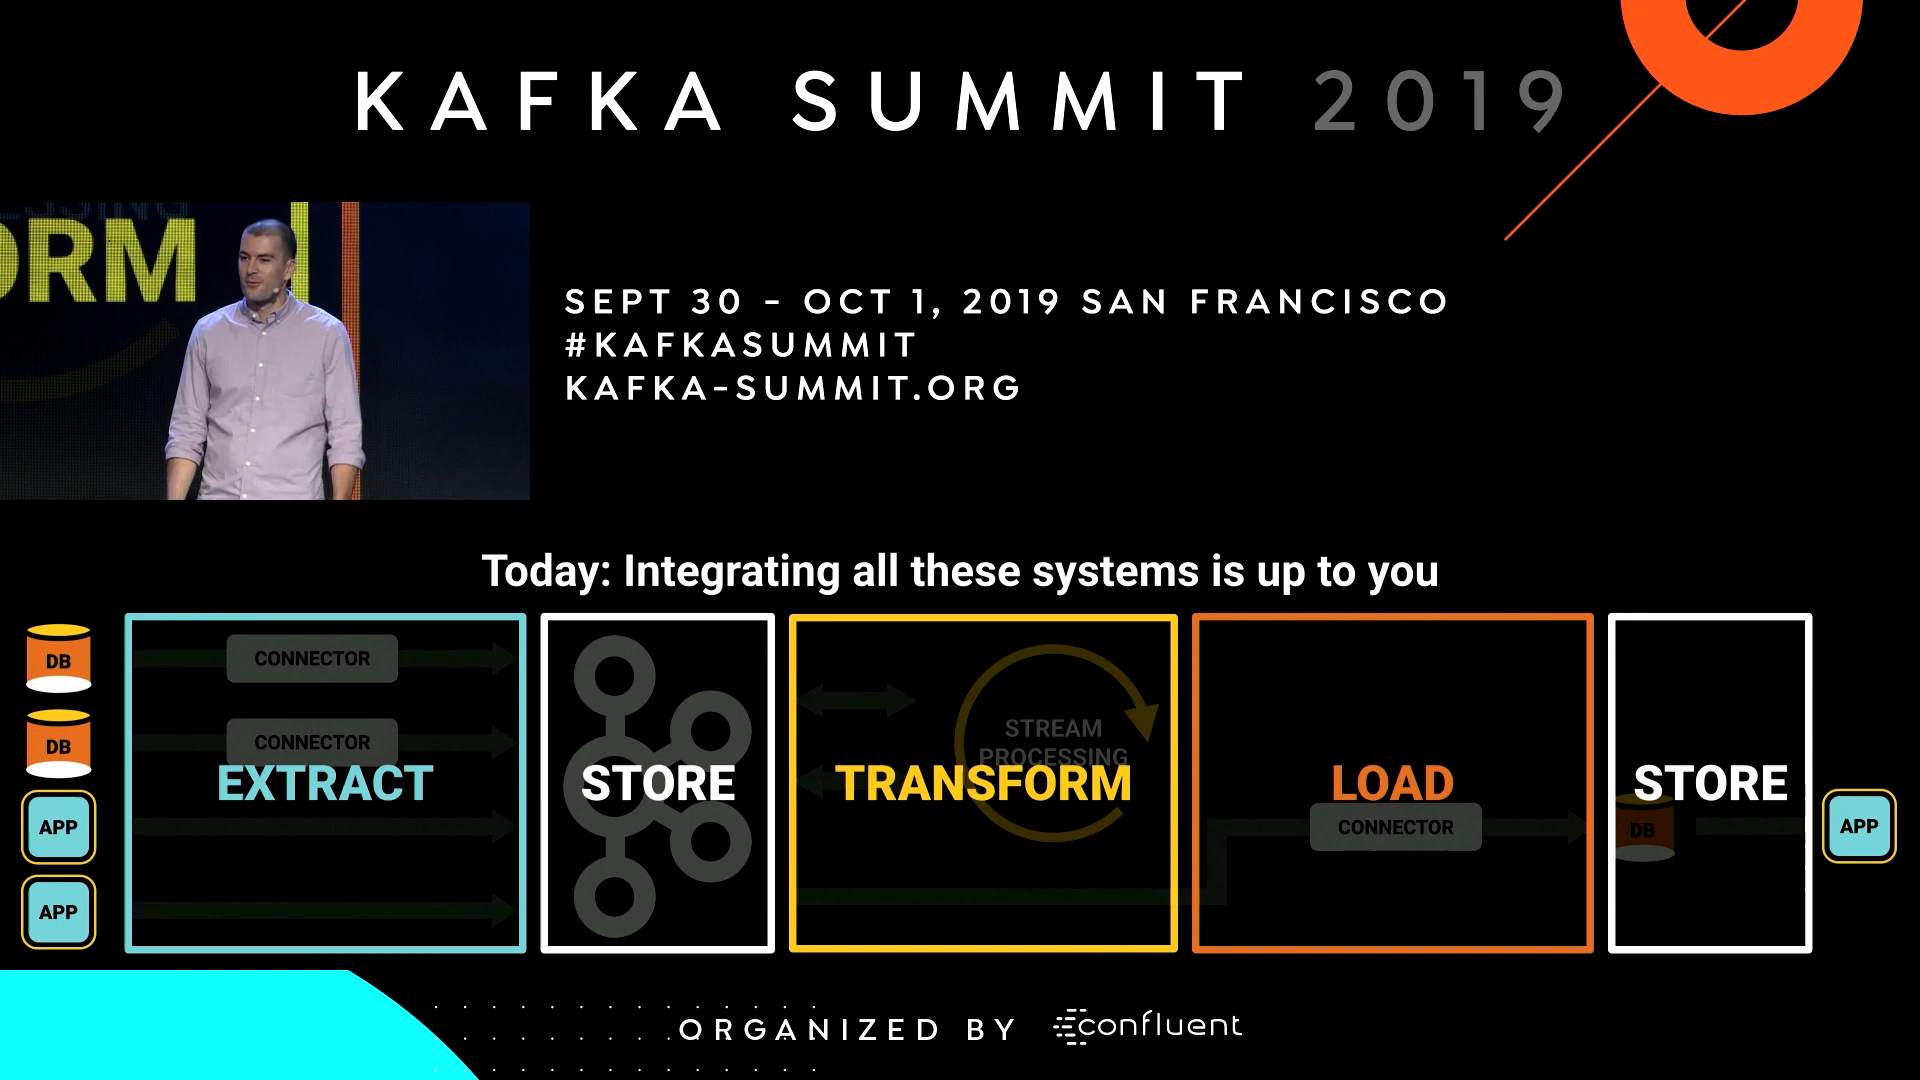 KAFKA SUMMIT 2019
ESSING
ORM
SEPT 30 – OCT 1, 2019 SAN FRANCISCO
#KAFKASUMMIT
KAFKA-SUMMIT.ORG
Today: Integrating all these systems is up to you
DB
DB
APP
APP
CONNECTOR
CONNECTOR
EXTRACT
STORE
STREAM
PROCESSING
TRANSFORM
LOAD
CONNECTOR
STORE
DB
APP
ORGANIZED BY confluent